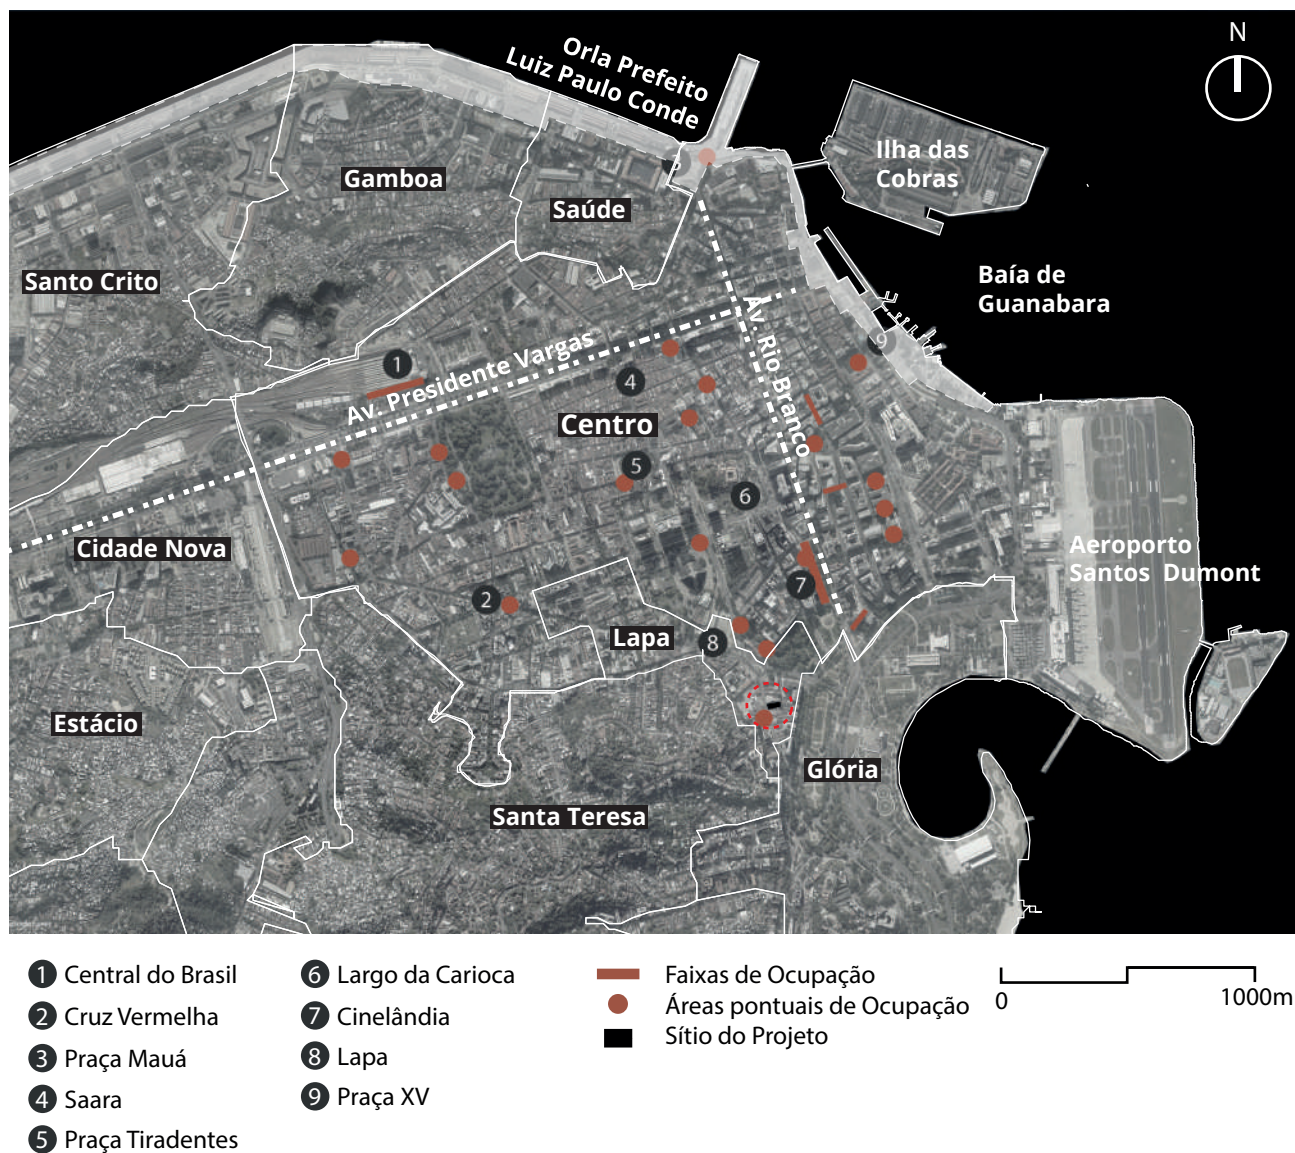 N
Orla Prefeito
Luiz Paulo Conde
Ilha das
Cobras
Gamboa
3
Saúde
Santo Crito
Baía de
Guanabara
Av. Rio Branco
9
1
Av. Presidente Vargas
4
Centro
5
6
Cidade Nova
Aeroporto
Santos Dumont
7
2
Lapa
8
Estácio
Glória
Santa Teresa
1 Central do Brasil
2 Cruz Vermelha
3 Praça Mauá
4 Saara
5 Praça Tiradentes
6 Largo da Carioca
7 Cinelândia
8 Lapa
9 Praça XV
Faixas de Ocupação
Áreas pontuais de Ocupação
Sítio do Projeto
0 1000m